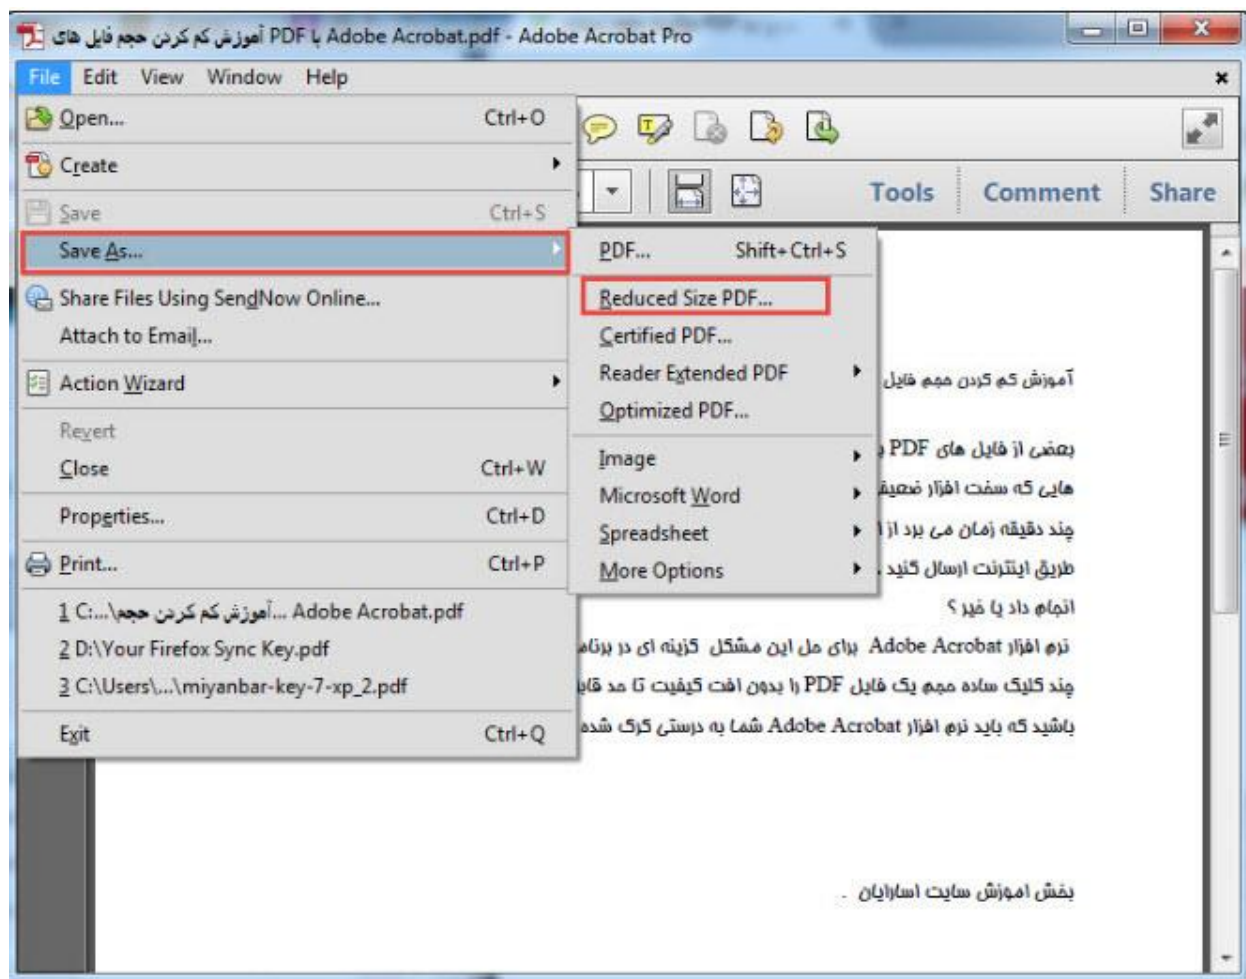 آموزش کم کردن حجم فایل های PDF با Adobe Acrobat.pdf - Adobe Acrobat Pro
File Edit View Window Help
Open... Ctrl+O
Create
Save Ctrl+S
Save As...
Share Files Using SendNow Online...
Attach to Email...
Action Wizard
Revert
Close Ctrl+W
Properties... Ctrl+D
Print... Ctrl+P
1 C:\...آموزش کم کردن حجم... Adobe Acrobat.pdf
2 D:\Your Firefox Sync Key.pdf
3 C:\Users\...\miyanbar-key-7-xp_2.pdf
Exit Ctrl+Q
Tools Comment Share
PDF... Shift+Ctrl+S
Reduced Size PDF...
Certified PDF...
Reader Extended PDF
Optimized PDF...
Image
Microsoft Word
Spreadsheet
More Options
آموزش کم کردن حجم فایل
بعضی از فایل های PDF
هایی که سخت افزار
چند دقیقه زمان می برد از
طریق اینترنت ارسال کنید
انجام داد یا خیر ؟
نرم افزار Adobe Acrobat برای حل این مشکل گزینه ای در
چند کلیک ساده حجم یک فایل PDF را بدون افت کیفیت تا حد
باشید که باید نرم افزار Adobe Acrobat شما به درستی کرک شده
بخش اموزش سایت اسارایان .